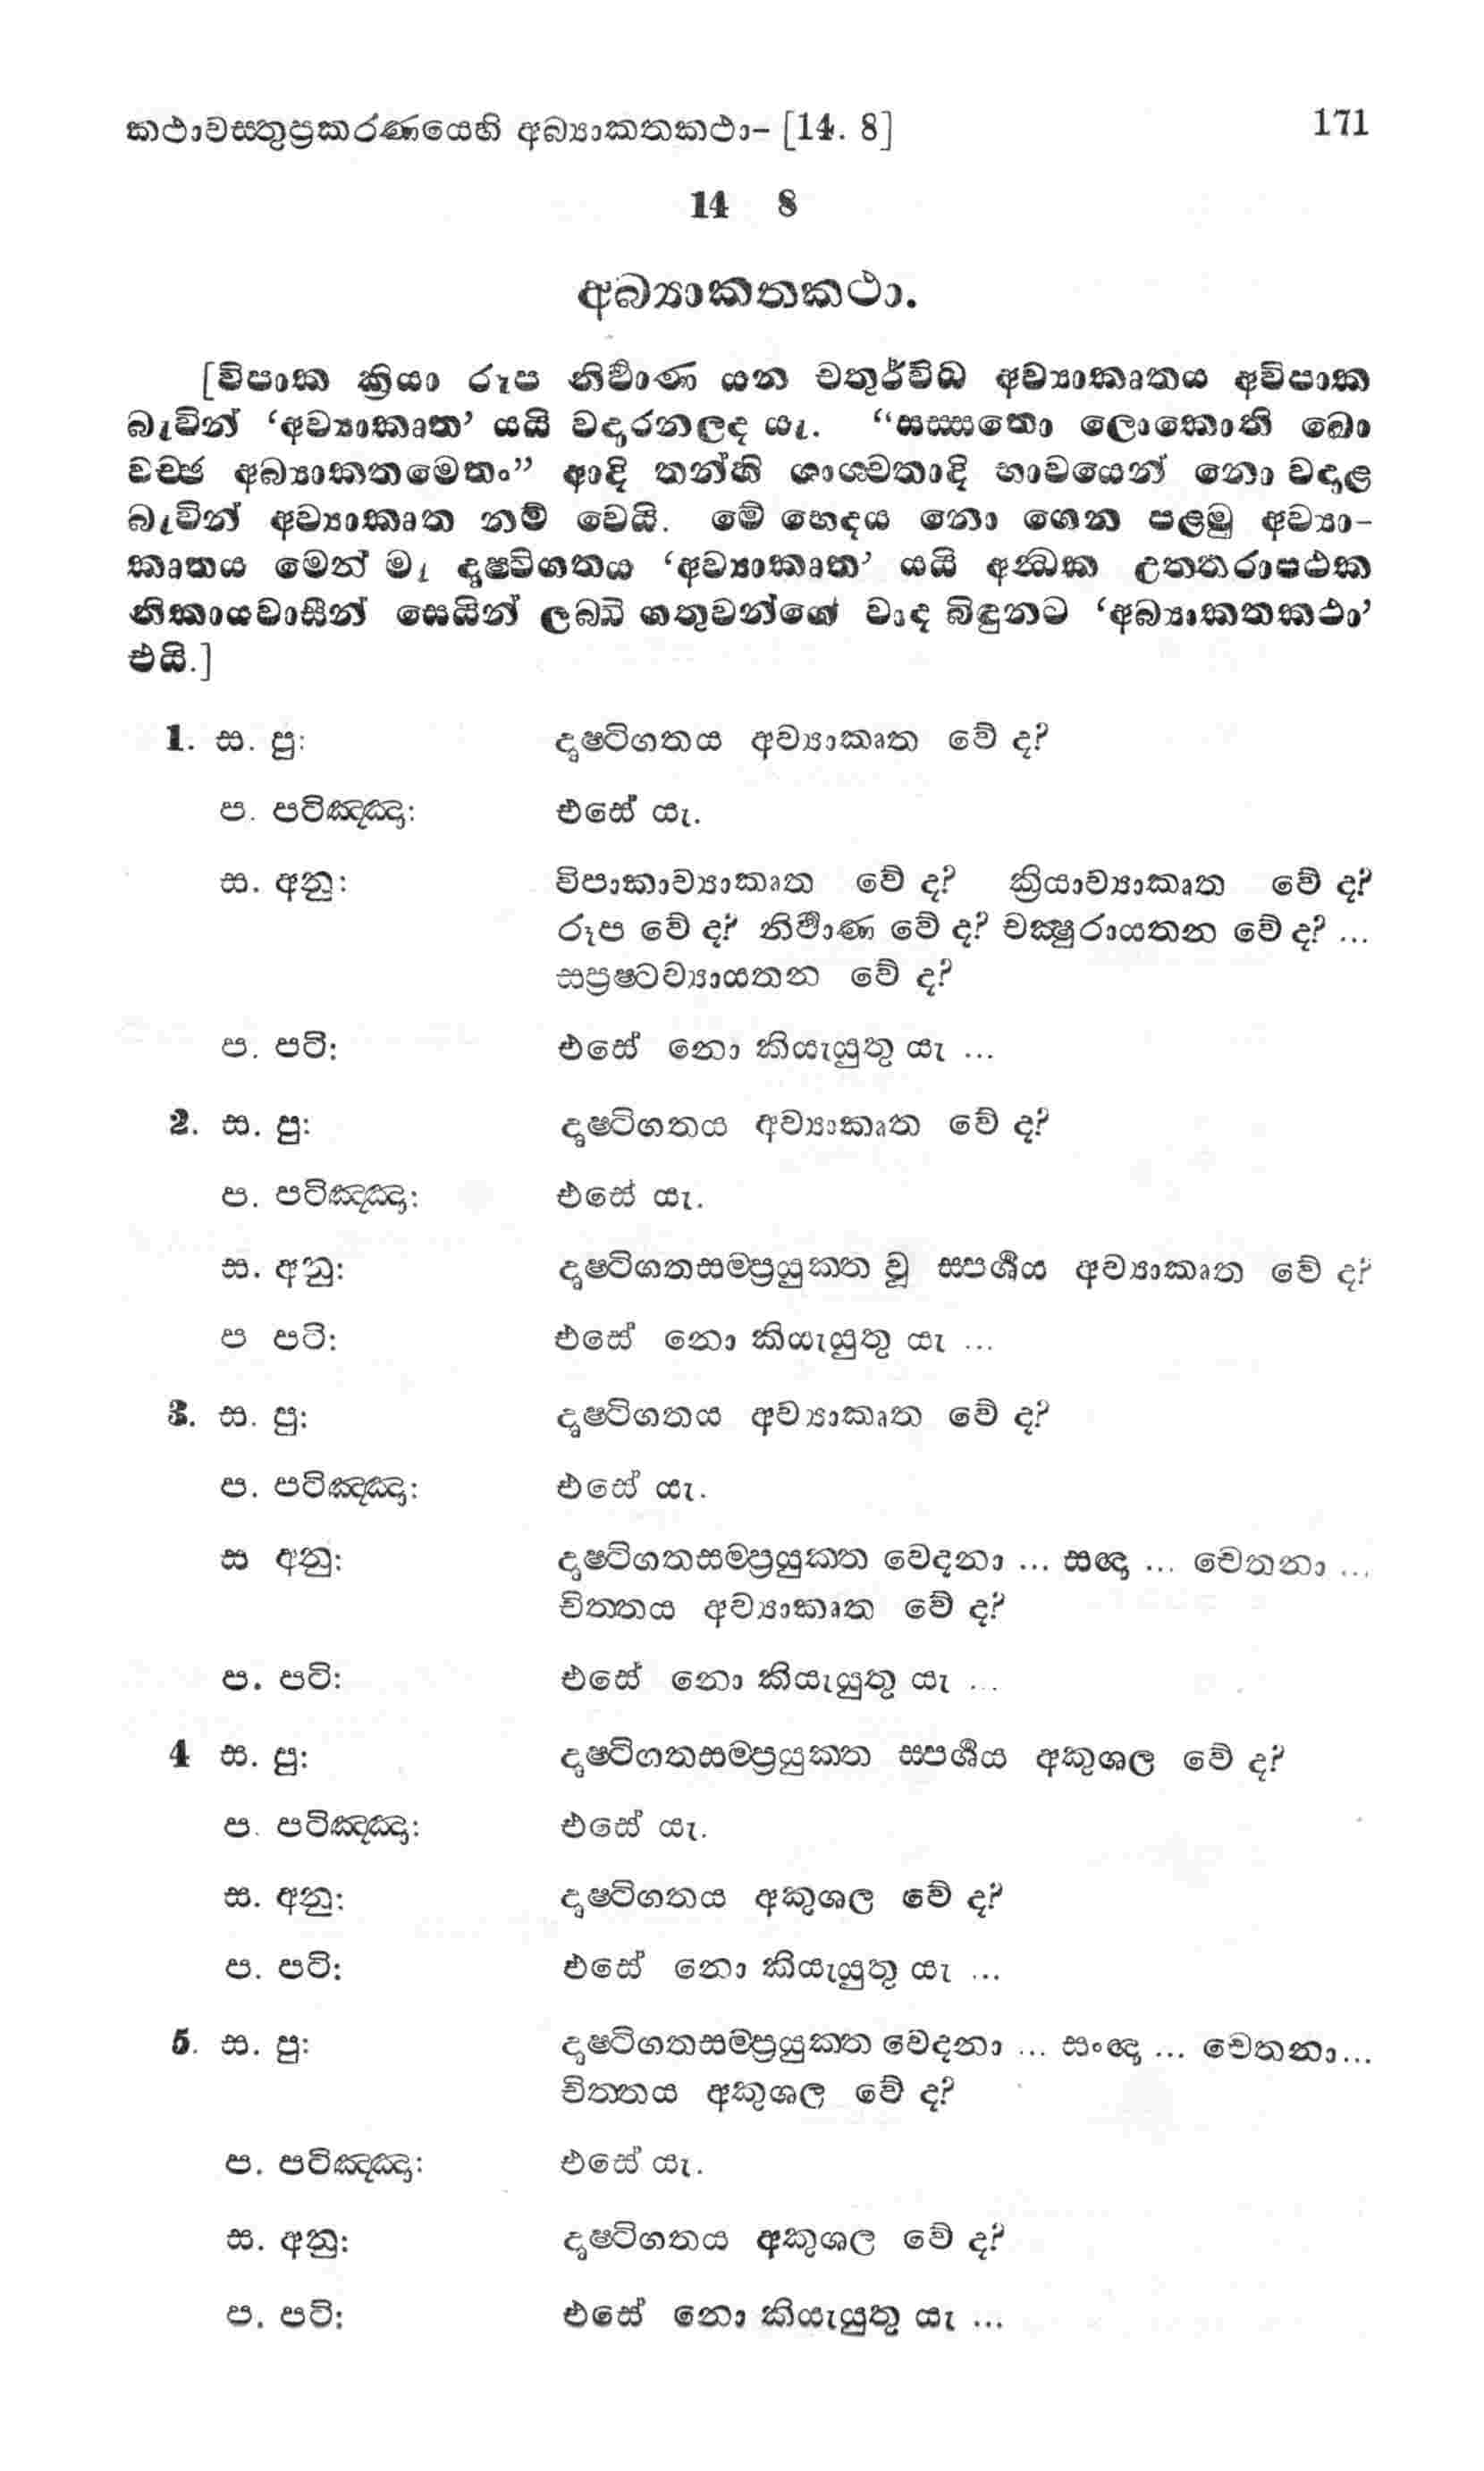 කථාවස්තුප්‍රකරණයෙහි අබ්‍යාකතකථා- [14. 8] 171
14 8
අබ්‍යාකතකථා.
[විපාක ක්‍රියා රූප නිර්‍වාණ යන චතුර්විධ අව්‍යාකෘතය අවිපාක
බැවින් ‘අව්‍යාකෘත’ යයි වදාරනලද යැ. “සස්සතො ලොකොති ඛො
වච්ඡ අබ්‍යාකතමෙතං” ආදි තන්හි ශාශ්වතාදි භාවයෙන් නො වදාළ
බැවින් අව්‍යාකෘත නම් වෙයි. මේ භෙදය නො ගෙන පළමු අව්‍යා-
කෘතය මෙන් මැ දෘෂ්ටිගතය ‘අව්‍යාකෘත’ යයි අන්‍ධක උත්තරාපථක
නිකායවාසීන් සෙයින් ලබ්ධි ගතුවන්ගේ වාද බිඳුනට ‘අබ්‍යාකතකථා’
එයි.]
1. ස. පු: දෘෂ්ටිගතය අව්‍යාකෘත වේ ද?
ප. පටිඤ්ඤා: එසේ යැ.
ස. අනු: විපාකාව්‍යාකෘත වේ ද? ක්‍රියාව්‍යාකෘත වේ ද?
රූප වේ ද? නිර්‍වාණ වේ ද? චක්‍ෂුරායතන වේ ද? ...
ස්ප්‍රෂ්ටව්‍යායතන වේ ද?
ප. පටි: එසේ නො කියැයුතු යැ ...
2. ස. පු: දෘෂ්ටිගතය අව්‍යාකෘත වේ ද?
ප. පටිඤ්ඤා: එසේ යැ.
ස. අනු: දෘෂ්ටිගතසම්ප්‍රයුක්ත වූ ස්පර්‍ශය අව්‍යාකෘත වේ ද?
ප පටි: එසේ නො කියැයුතු යැ ...
3. ස. පු: දෘෂ්ටිගතය අව්‍යාකෘත වේ ද?
ප. පටිඤ්ඤා: එසේ යැ.
ස අනු: දෘෂ්ටිගතසම්ප්‍රයුක්ත වෙදනා ... සඥා ... චෙතනා ...
චිත්තය අව්‍යාකෘත වේ ද?
ප. පටි: එසේ නො කියැයුතු යැ ...
4 ස. පු: දෘෂ්ටිගතසම්ප්‍රයුක්ත ස්පර්‍ශය අකුශල වේ ද?
ප. පටිඤ්ඤා: එසේ යැ.
ස. අනු: දෘෂ්ටිගතය අකුශල වේ ද?
ප. පටි: එසේ නො කියැයුතු යැ ...
5. ස. පු: දෘෂ්ටිගතසම්ප්‍රයුක්ත වෙදනා ... සංඥා ... චෙතනා...
චිත්තය අකුශල වේ ද?
ප. පටිඤ්ඤා: එසේ යැ.
ස. අනු: දෘෂ්ටිගතය අකුශල වේ ද?
ප. පටි: එසේ නො කියැයුතු යැ ...